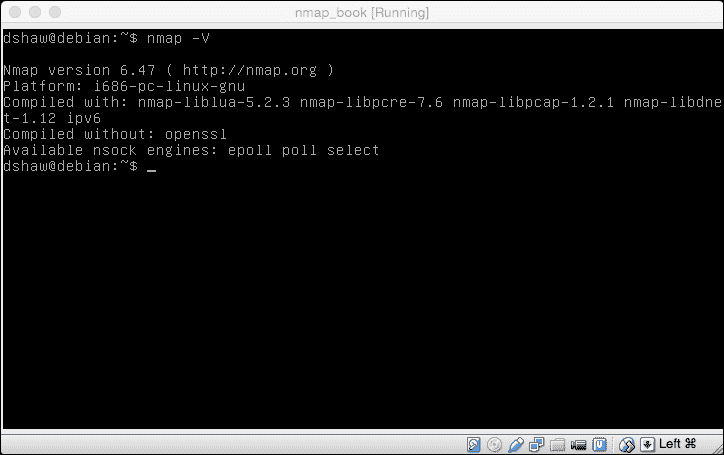 nmap_book [Running]
dshaw@debian:~$ nmap -V
Nmap version 6.47 ( http://nmap.org )
Platform: i686-pc-linux-gnu
Compiled with: nmap-liblua-5.2.3 nmap-libpcre-7.6 nmap-libpcap-1.2.1 nmap-libdne
t-1.12 ipv6
Compiled without: openssl
Available nsock engines: epoll poll select
dshaw@debian:~$ _
Left ⌘